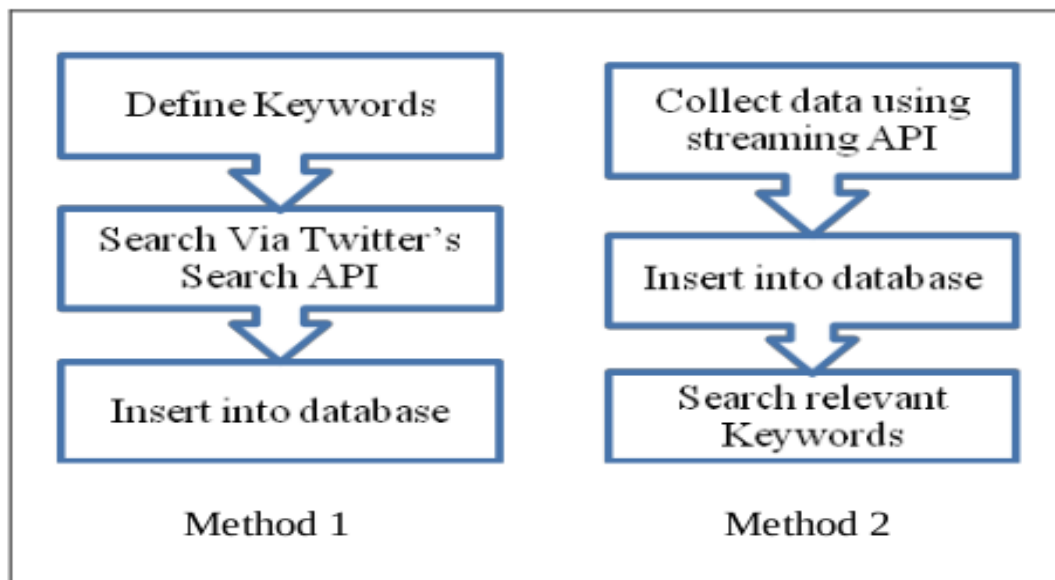 Define Keywords
Search Via Twitter’s
Search API
Insert into database
Method 1
Collect data using
streaming API
Insert into database
Search relevant
Keywords
Method 2